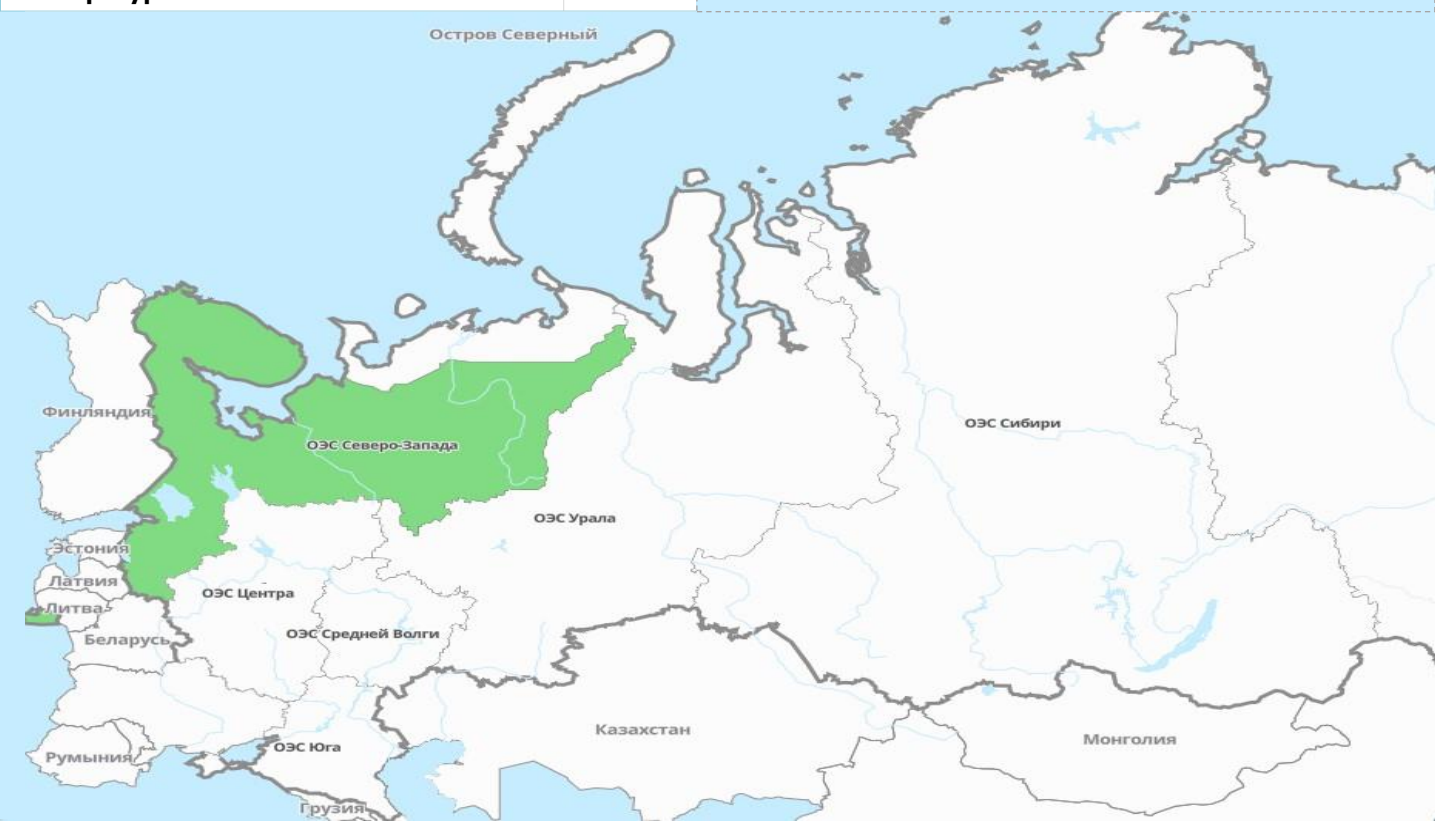 Остров Северный
Финляндия
ОЭС Сибири
ОЭС Северо-Запада
ОЭС Урала
Эстония
Латвия
ОЭС Центра
Литва
ОЭС Средней Волги
Беларусь
Казахстан
Монголия
ОЭС Юга
Румыния
Грузия